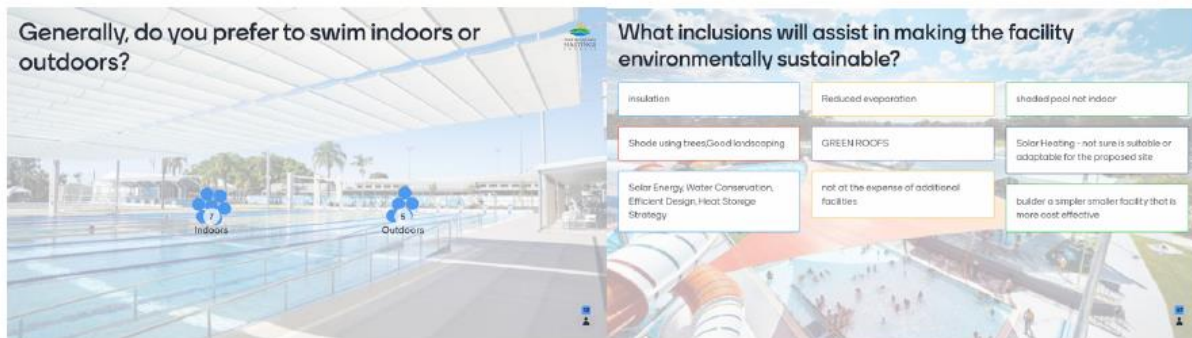 Generally, do you prefer to swim indoors or
outdoors?
7
Indoors
5
Outdoors
What inclusions will assist in making the facility
environmentally sustainable?
insulation
Reduced evaporation
shaded pool not indoor
Shade using trees,Good landscaping
GREEN ROOFS
Solar Heating - not sure is suitable or
adaptable for the proposed site
Solar Energy, Water Conservation,
Efficient Design, Heat Storage
Strategy
not at the expense of additional
facilities
builder a simpler smaller facility that is
more cost effective